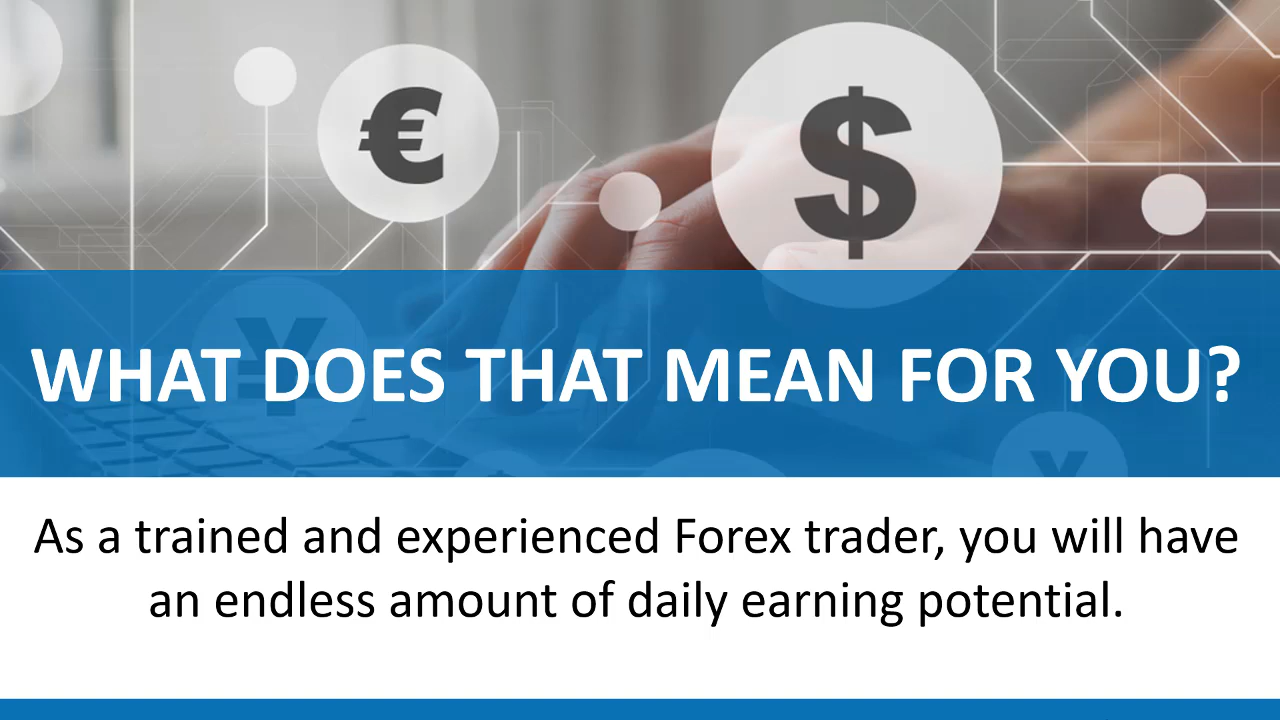 €
$
¥
WHAT DOES THAT MEAN FOR YOU?
¥
As a trained and experienced Forex trader, you will have
an endless amount of daily earning potential.